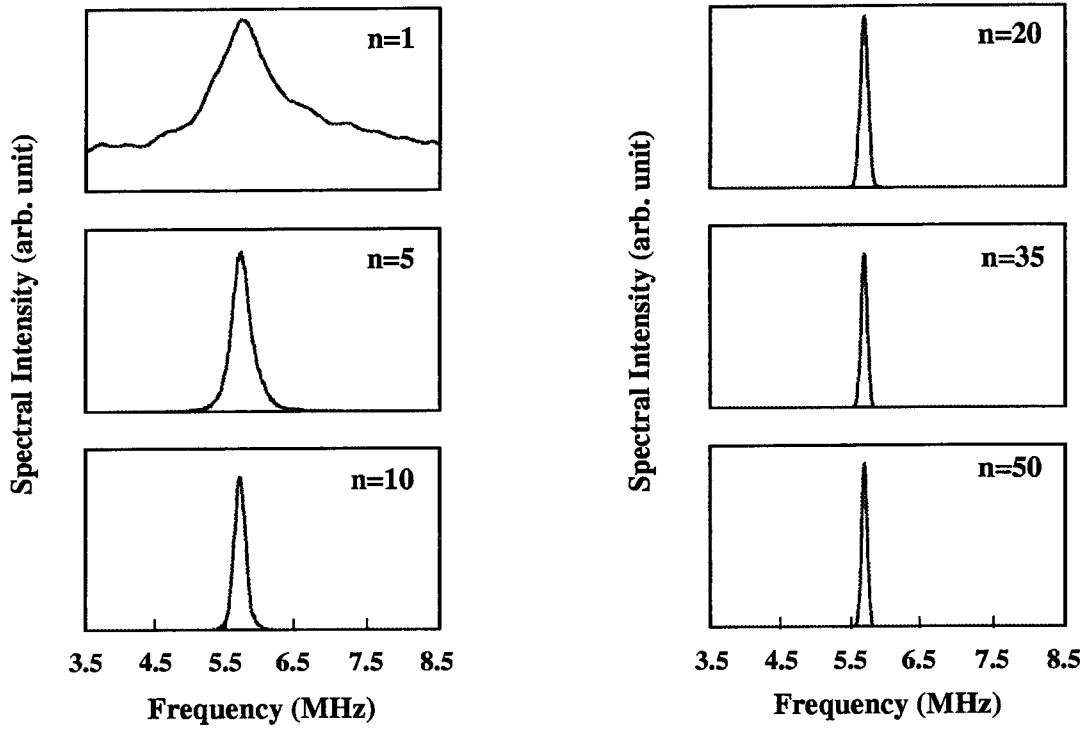 Spectral Intensity (arb. unit)
n=1
n=5
n=10
3.5 4.5 5.5 6.5 7.5 8.5
Frequency (MHz)
Spectral Intensity (arb. unit)
n=20
n=35
n=50
3.5 4.5 5.5 6.5 7.5 8.5
Frequency (MHz)